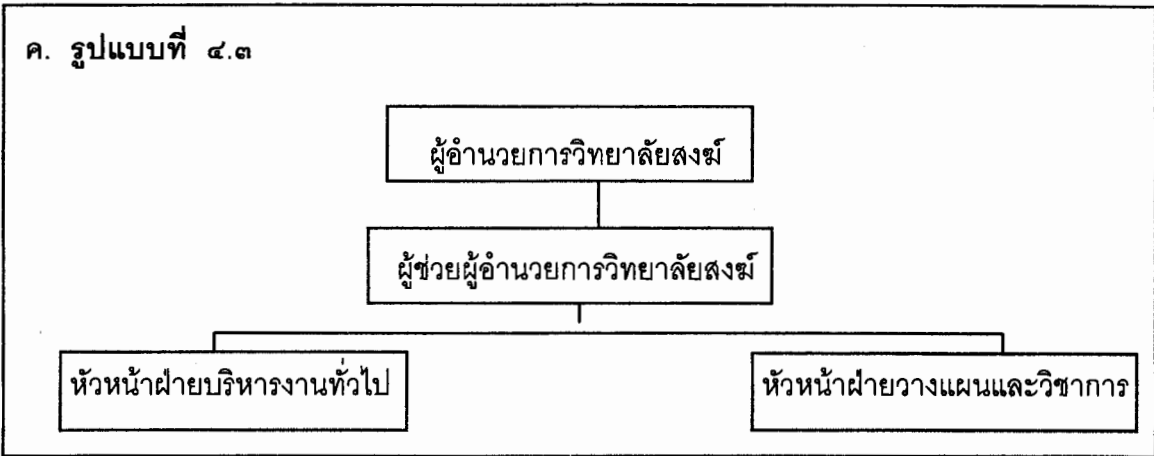 ค. รูปแบบที่ ๔.๓
ผู้อำนวยการวิทยาลัยสงฆ์
ผู้ช่วยผู้อำนวยการวิทยาลัยสงฆ์
หัวหน้าฝ่ายบริหารงานทั่วไป
หัวหน้าฝ่ายวางแผนและวิชาการ